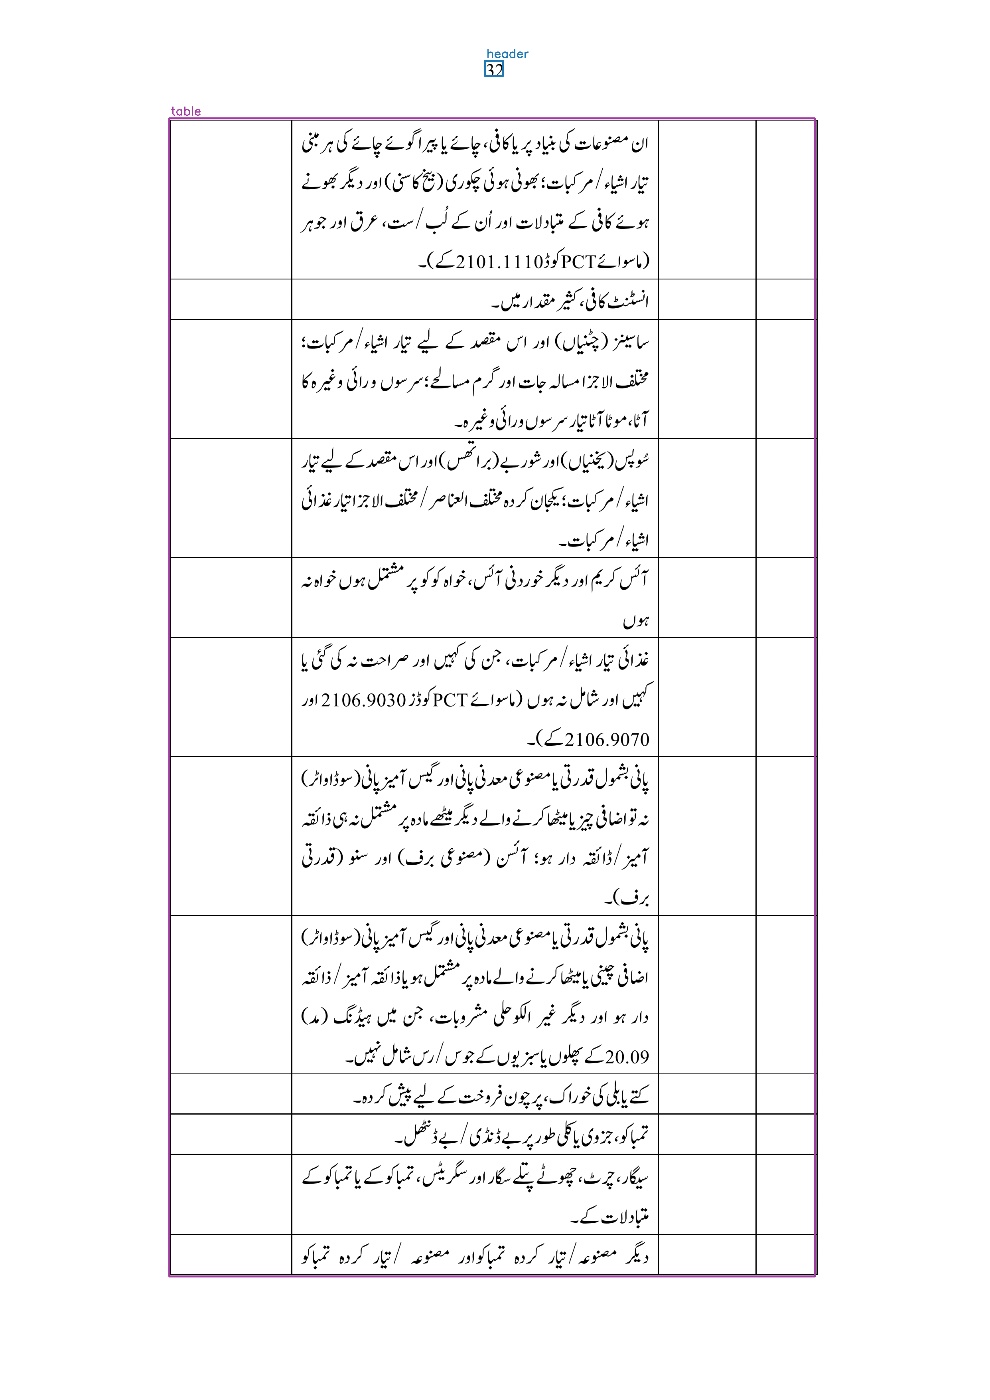 header
32
table
ان مصنوعات کی بنیاد پر یا کافی، چائے یا پیراگوئے چائے کی ہر مبنی
تیار اشیاء/مرکبات؛ بھونی ہوئی چکوری (بیخ کاسنی) اور دیگر بھونے
ہوئے کافی کے متبادلات اور اُن کے لُب/ست، عرق اور جوہر
(ماسوائے PCT کوڈ 2101.1110 کے)۔
انسٹنٹ کافی، کثیر مقدار میں۔
ساسینز (چٹنیاں) اور اس مقصد کے لیے تیار اشیاء/مرکبات؛
مختلف الاجزا مسالہ جات اور گرم مسالحے؛ سرسوں و رائی وغیرہ کا
آٹا، موٹا آٹا تیار سرسوں و رائی وغیرہ۔
سُوپس (یخنیاں) اور شوربے (براتھس) اور اس مقصد کے لیے تیار
اشیاء/مرکبات؛ یکجان کردہ مختلف العناصر/مختلف الاجزا تیار غذائی
اشیاء/مرکبات۔
آئس کریم اور دیگر خوردنی آئس، خواہ کوکو پر مشتمل ہوں خواہ نہ
ہوں
غذائی تیار اشیاء/مرکبات، جن کی کہیں اور صراحت نہ کی گئی یا
کہیں اور شامل نہ ہوں (ماسوائے PCT کوڈز 2106.9030 اور
2106.9070 کے)۔
پانی بشمول قدرتی یا مصنوعی معدنی پانی اور گیس آمیز پانی (سوڈا واٹر)
نہ تو اضافی چیز یا میٹھا کرنے والے دیگر میٹھے مادہ پر مشتمل نہ ہی ذائقہ
آمیز/ذائقہ دار ہو؛ آئسن (مصنوعی برف) اور سنو (قدرتی
برف)۔
پانی بشمول قدرتی یا مصنوعی معدنی پانی اور گیس آمیز پانی (سوڈا واٹر)
اضافی چینی یا میٹھا کرنے والے مادہ پر مشتمل ہو یا ذائقہ آمیز/ذائقہ
دار ہو اور دیگر غیر الکوحلی مشروبات، جن میں ہیڈنگ (مد)
20.09 کے پھلوں یا سبزیوں کے جوس/رس شامل نہیں۔
کتے یا بلی کی خوراک، پرچون فروخت کے لیے پیش کردہ۔
تمباکو، جزوی یا کلی طور پر بے ڈنڈی/بے ڈنٹھل۔
سیگار، چرٹ، چھوٹے پتلے سگار اور سگریٹس، تمباکو کے یا تمباکو کے
متبادلات کے۔
دیگر مصنوعہ/تیار کردہ تمباکو اور مصنوعہ /تیار کردہ تمباکو